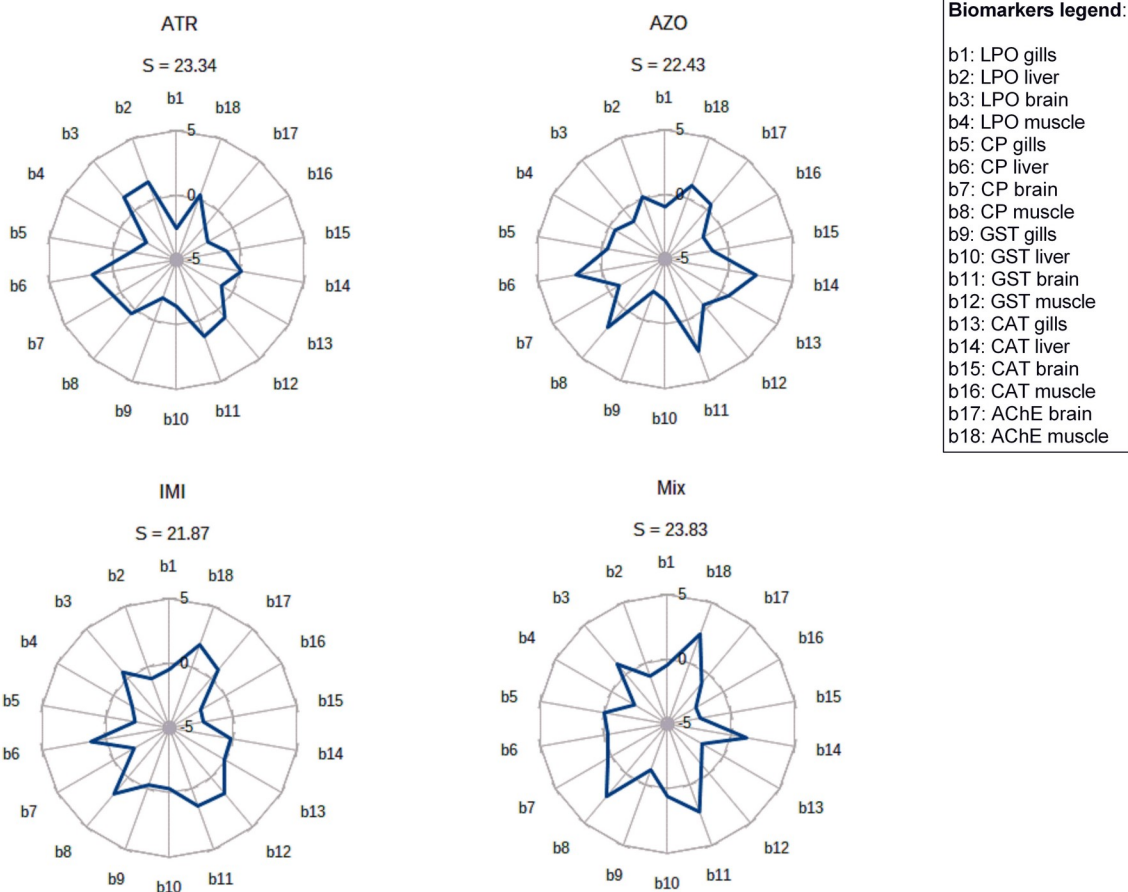 ATR
S = 23.34
b1
b2
b18
b3
b17
b4
b16
b5
b15
b6
b14
b7
b13
b8
b12
b9
b11
b10
5
0
-5
AZO
S = 22.43
b1
b2
b18
b3
b17
b4
b16
b5
b15
b6
b14
b7
b13
b8
b12
b9
b11
b10
5
0
-5
Biomarkers legend:
b1: LPO gills
b2: LPO liver
b3: LPO brain
b4: LPO muscle
b5: CP gills
b6: CP liver
b7: CP brain
b8: CP muscle
b9: GST gills
b10: GST liver
b11: GST brain
b12: GST muscle
b13: CAT gills
b14: CAT liver
b15: CAT brain
b16: CAT muscle
b17: AChE brain
b18: AChE muscle
IMI
S = 21.87
b1
b2
b18
b3
b17
b4
b16
b5
b15
b6
b14
b7
b13
b8
b12
b9
b11
b10
5
0
-5
Mix
S = 23.83
b1
b2
b18
b3
b17
b4
b16
b5
b15
b6
b14
b7
b13
b8
b12
b9
b11
b10
5
0
-5